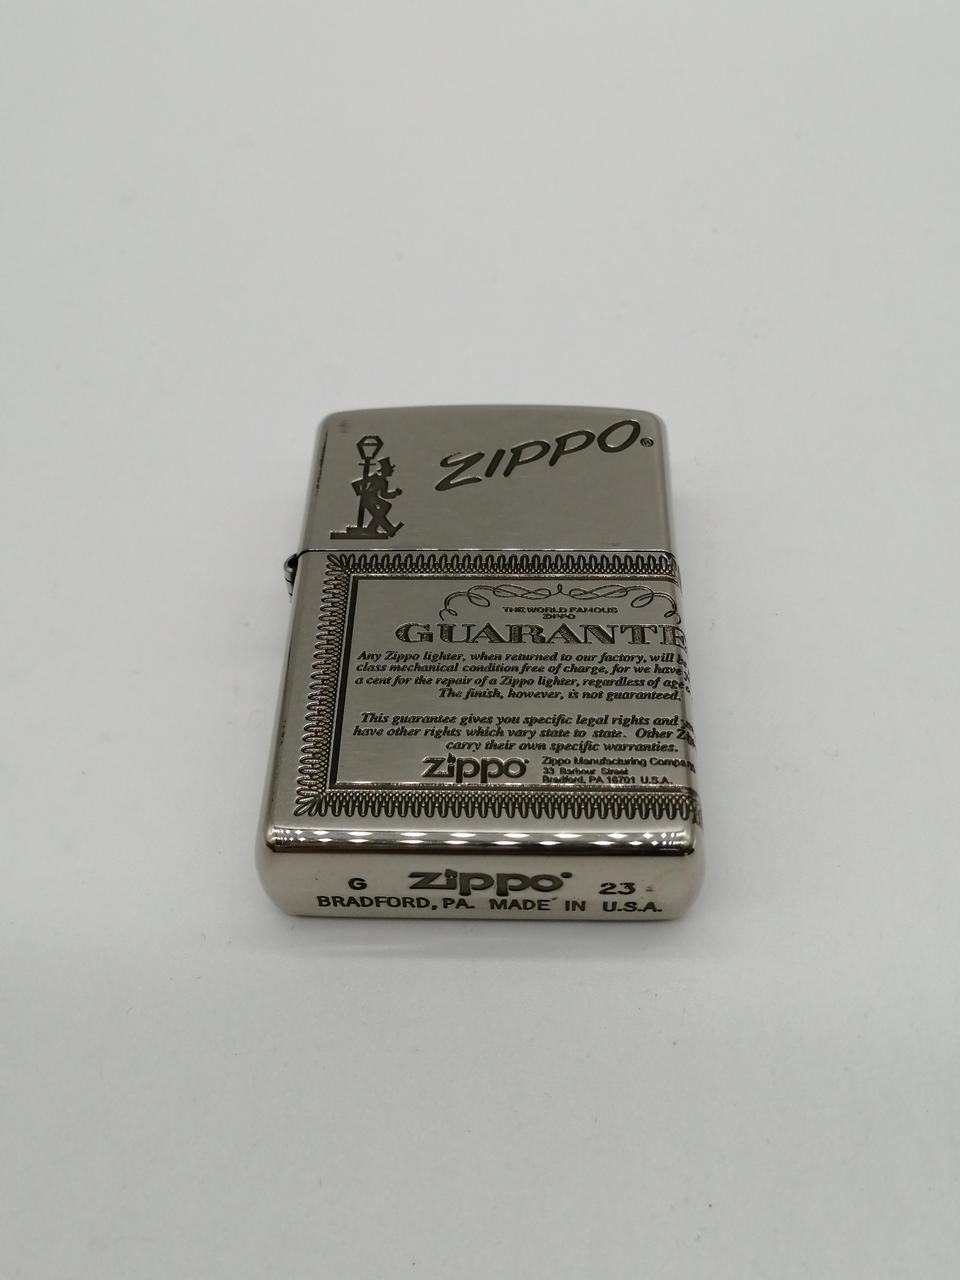 ZIPPO®
THE WORLD FAMOUS
ZIPPO
GUARANTE
Any Zippo lighter, when returned to our factory, will
class mechanical condition free of charge, for we have
a cent for the repair of a Zippo lighter, regardless of age
The finish, however, is not guaranteed.
This guarantee gives you specific legal rights and
have other rights which vary state to state. Other
carry their own specific warranties.
zippo
Zippo Manufacturing Company
33 Barbour Street
Bradford, PA 16701 U.S.A.
G zippo 23
BRADFORD, PA. MADE IN U.S.A.